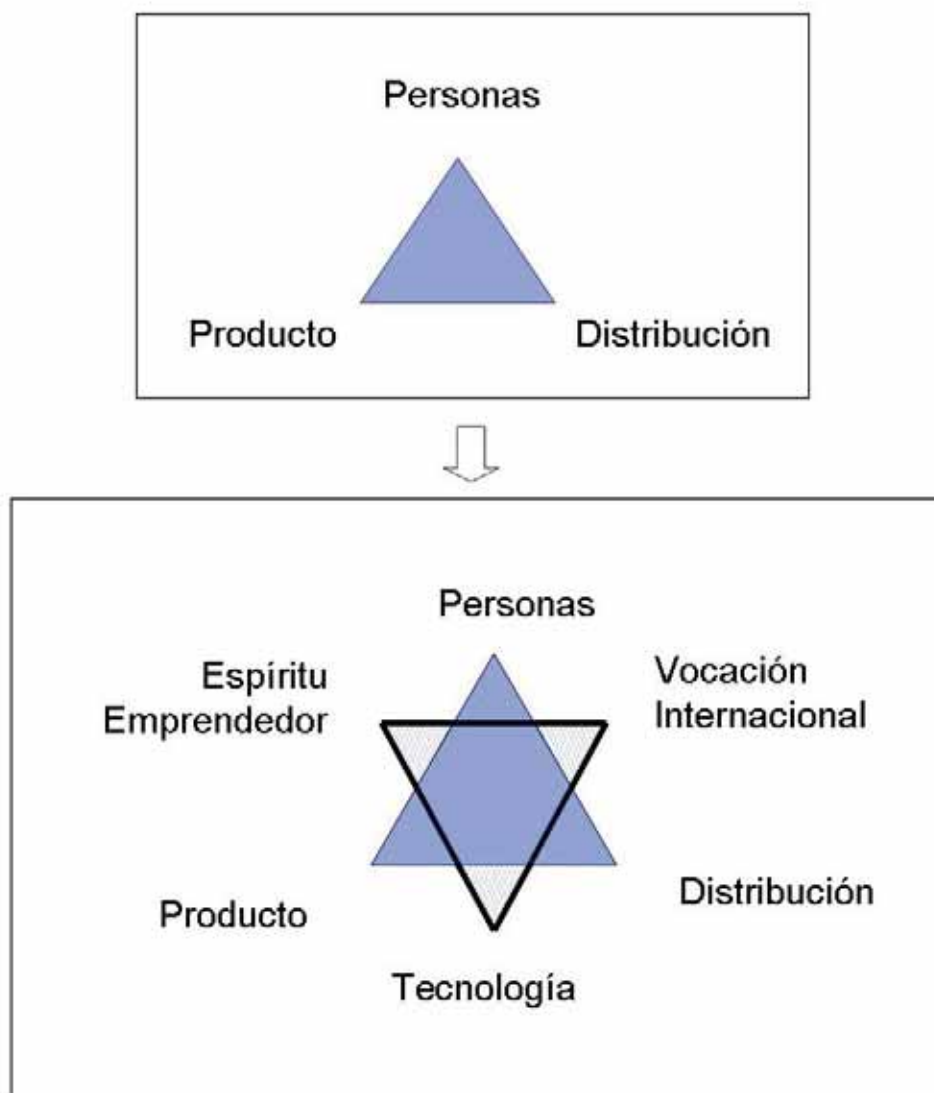 Personas
Producto
Distribución
Personas
Espíritu
Emprendedor
Vocación
Internacional
Producto
Distribución
Tecnología